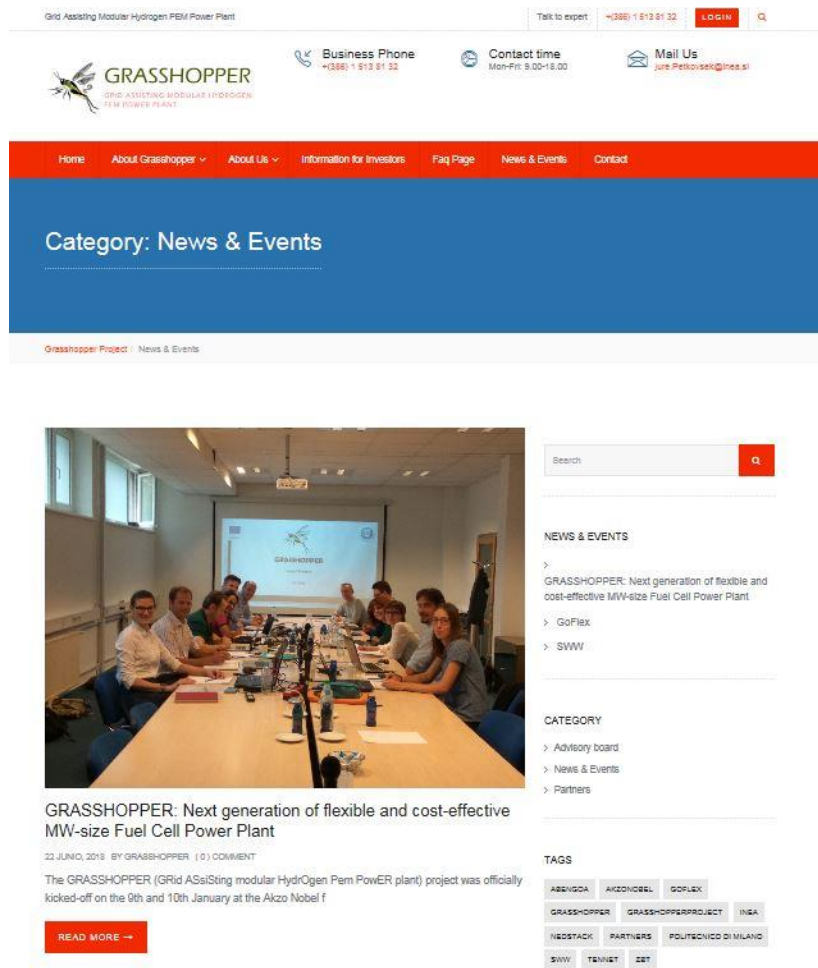 Grid Assisting Modular Hydrogen PEM Power Plant
Talk to expert
+(386) 1 513 81 32
LOGIN
GRASSHOPPER
GRID ASSISTING MODULAR HYDROGEN
PEM POWER PLANT
Business Phone
+(386) 1 513 81 32
Contact time
Mon-Fri: 9.00-18.00
Mail Us
jure.Petkovsek@inea.si
Home
About Grasshopper
About Us
Information for Investors
Faq Page
News & Events
Contact
Category: News & Events
Grasshopper Project / News & Events
GRASSHOPPER
GRASSHOPPER: Next generation of flexible and cost-effective
MW-size Fuel Cell Power Plant
22 JUNIO, 2018 BY GRASSHOPPER | 0 ) COMMENT
The GRASSHOPPER (GRid ASsiSting modular HydrOgen Pem PowER plant) project was officially
kicked-off on the 9th and 10th January at the Akzo Nobel f
READ MORE →
Search
NEWS & EVENTS
GRASSHOPPER: Next generation of flexible and
cost-effective MW-size Fuel Cell Power Plant
GoFlex
SWW
CATEGORY
Advisory board
News & Events
Partners
TAGS
ABENGOA AKZONOBEL GOFLEX
GRASSHOPPER GRASSHOPPERPROJECT INEA
NEDSTACK PARTNERS POLITECNICO DI MILANO
SWW TENNET ZBT